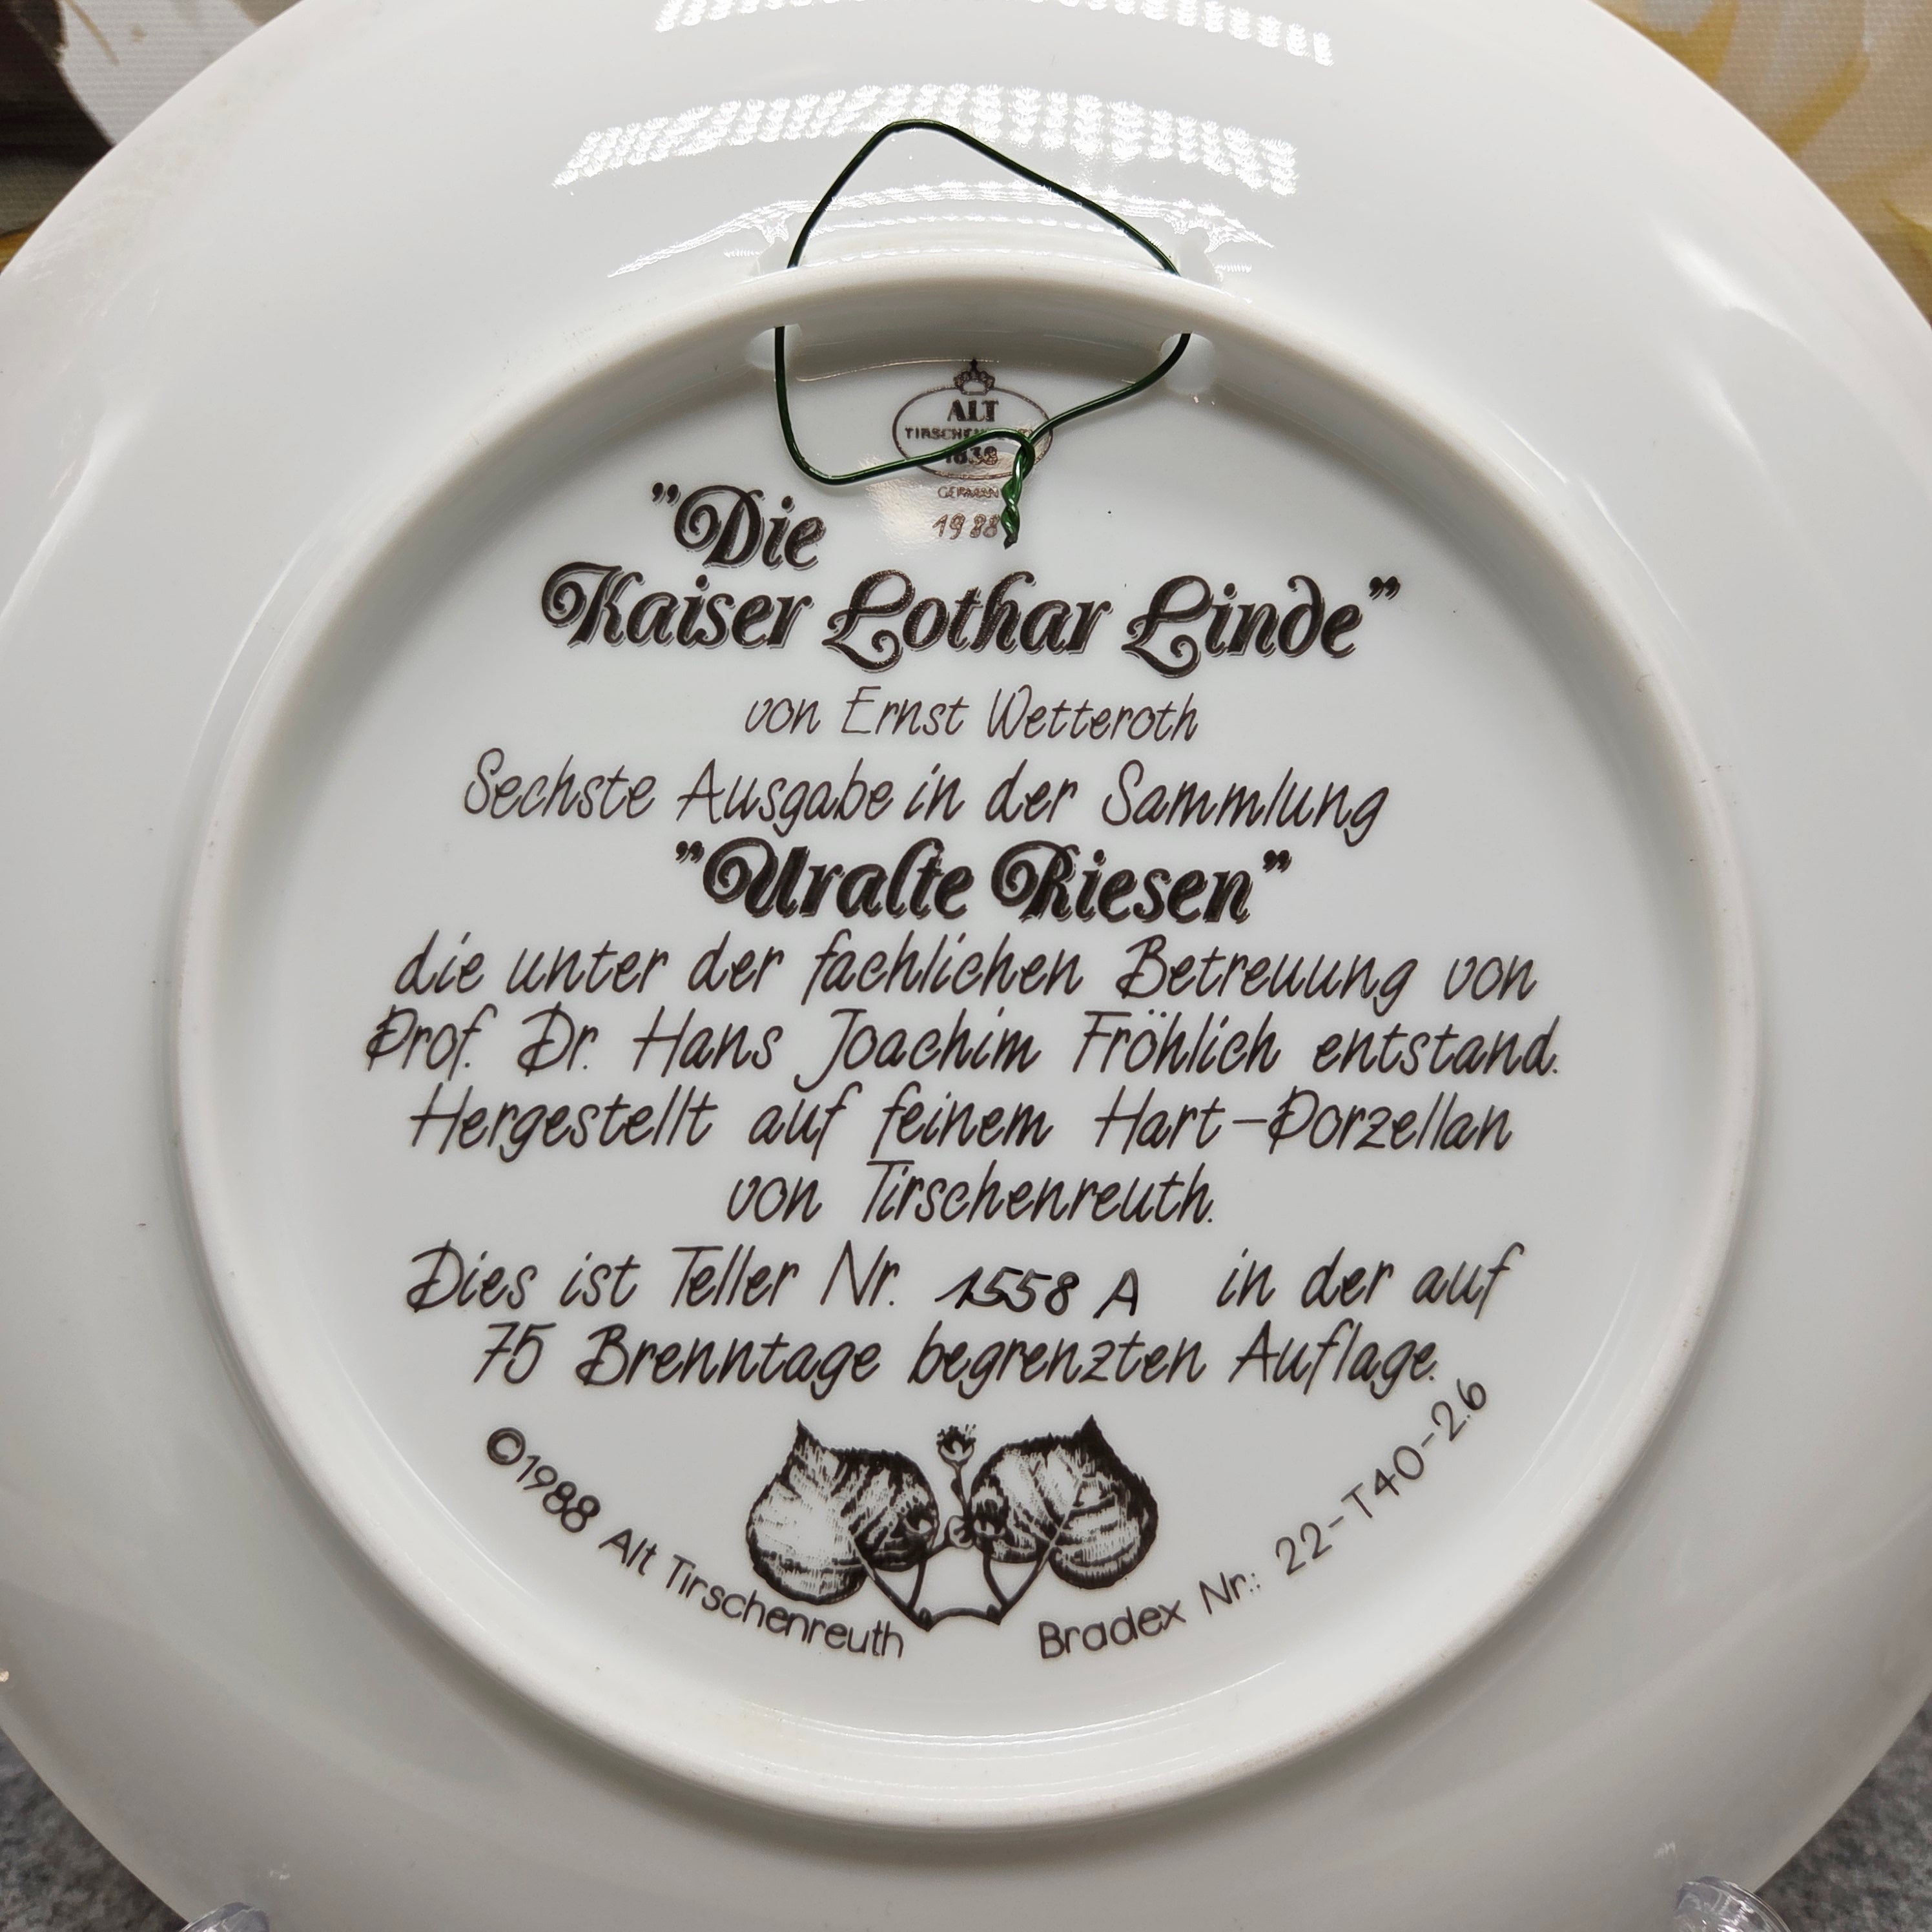 ALT
1838
GERMANY
1988
"Die
Kaiser Lothar Linde"
von Ernst Wetteroth
Sechste Ausgabe in der Sammlung
"Uralte Riesen"
die unter der fachlichen Betreuung von
Prof. Dr. Hans Joachim Fröhlich entstand.
Hergestellt auf feinem Hart-Porzellan
von Tirschenreuth.
Dies ist Teller Nr. 1558 A in der auf
75 Brenntage begrenzten Auflage.
©1988 Alt Tirschenreuth
Bradex Nr.: 22-T40-2.6